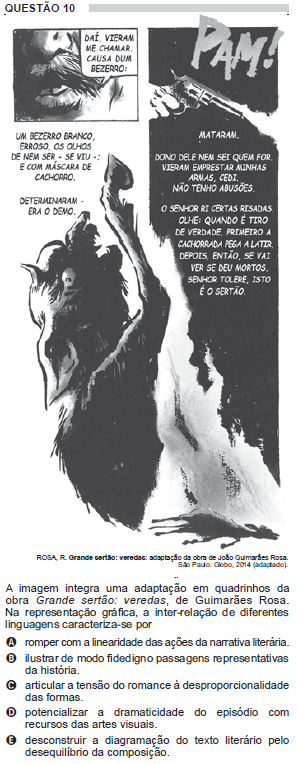 QUESTÃO 10
DAÍ, VIERAM
ME CHAMAR.
CAUSA DUM
BEZERRO:
PAM!
UM BEZERRO BRANCO,
ERROSO, OS OLHOS
DE NEM SER - SE VIU -;
E COM MÁSCARA DE
CACHORRO.
DETERMINARAM -
ERA O DEMO.
MATARAM.
DONO DELE NEM SEI QUEM FOR.
VIERAM EMPRESTAR MINHAS
ARMAS, CEDI.
NÃO TENHO ABUSÕES.
O SENHOR RI CERTAS RISADAS.
OLHE: QUANDO É TIRO
DE VERDADE, PRIMEIRO A
CACHORRADA PEGA A LATIR,
DEPOIS, ENTÃO, SE VAI
VER SE DEU MORTOS.
SENHOR TOLERE, ISTO
É O SERTÃO.
ROSA, R. Grande sertão: veredas: adaptação da obra de João Guimarães Rosa.
São Paulo: Globo, 2014 (adaptado).
A imagem integra uma adaptação em quadrinhos da
obra Grande sertão: veredas, de Guimarães Rosa.
Na representação gráfica, a inter-relação de diferentes
linguagens caracteriza-se por
A romper com a linearidade das ações da narrativa literária.
B ilustrar de modo fidedigno passagens representativas
da história.
C articular a tensão do romance à desproporcionalidade
das formas.
D potencializar a dramaticidade do episódio com
recursos das artes visuais.
E desconstruir a diagramação do texto literário pelo
desequilíbrio da composição.